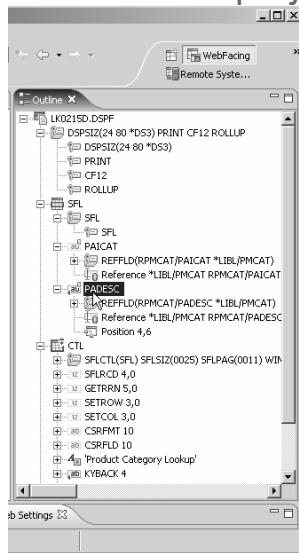 WebFacing
»
Remote Syste...
Outline
LK0215D.DSPF
DSPSIZ(24 80 *DS3) PRINT CF12 ROLLUP
DSPSIZ(24 80 *DS3)
PRINT
CF12
ROLLUP
SFL
SFL
SFL
PAICAT
REFFLD(RPMCAT/PAICAT *LIBL/PMCAT)
Reference *LIBL/PMCAT RPMCAT/PAICAT
PADESC
REFFLD(RPMCAT/PADESC *LIBL/PMCAT)
Reference *LIBL/PMCAT RPMCAT/PADESC
Position 4,6
CTL
SFLCTL(SFL) SFLSIZ(0025) SFLPAG(0011) WIN
SFLRCD 4,0
GETRRN 5,0
SETROW 3,0
SETCOL 3,0
CSRFMT 10
CSRFLD 10
'Product Category Lookup'
KYBACK 4
eb Settings